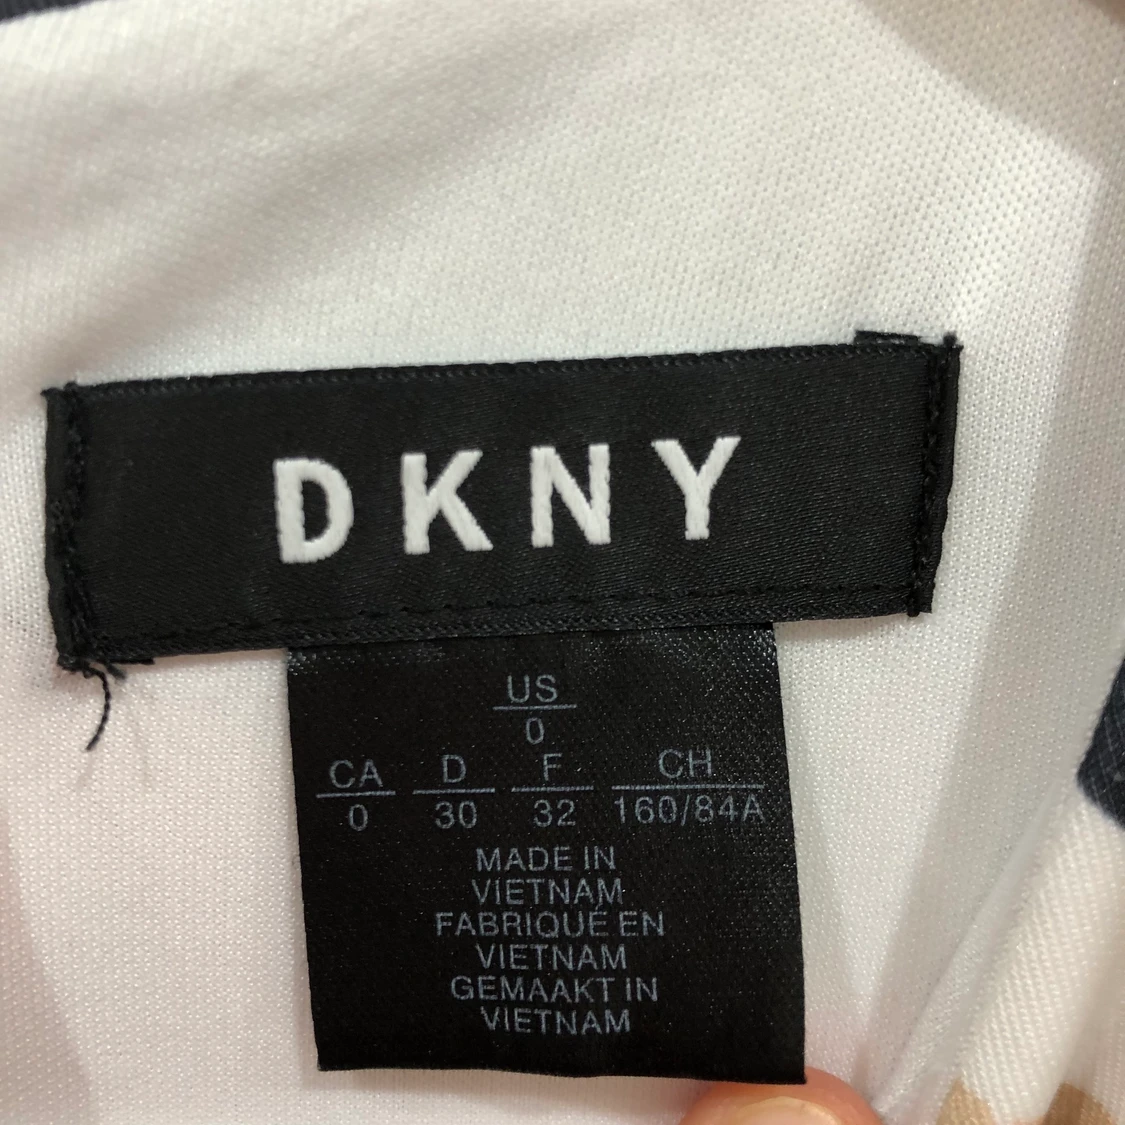 DKNY
US
0
CA D F CH
0 30 32 160/84A
MADE IN
VIETNAM
FABRIQUÉ EN
VIETNAM
GEMAAKT IN
VIETNAM